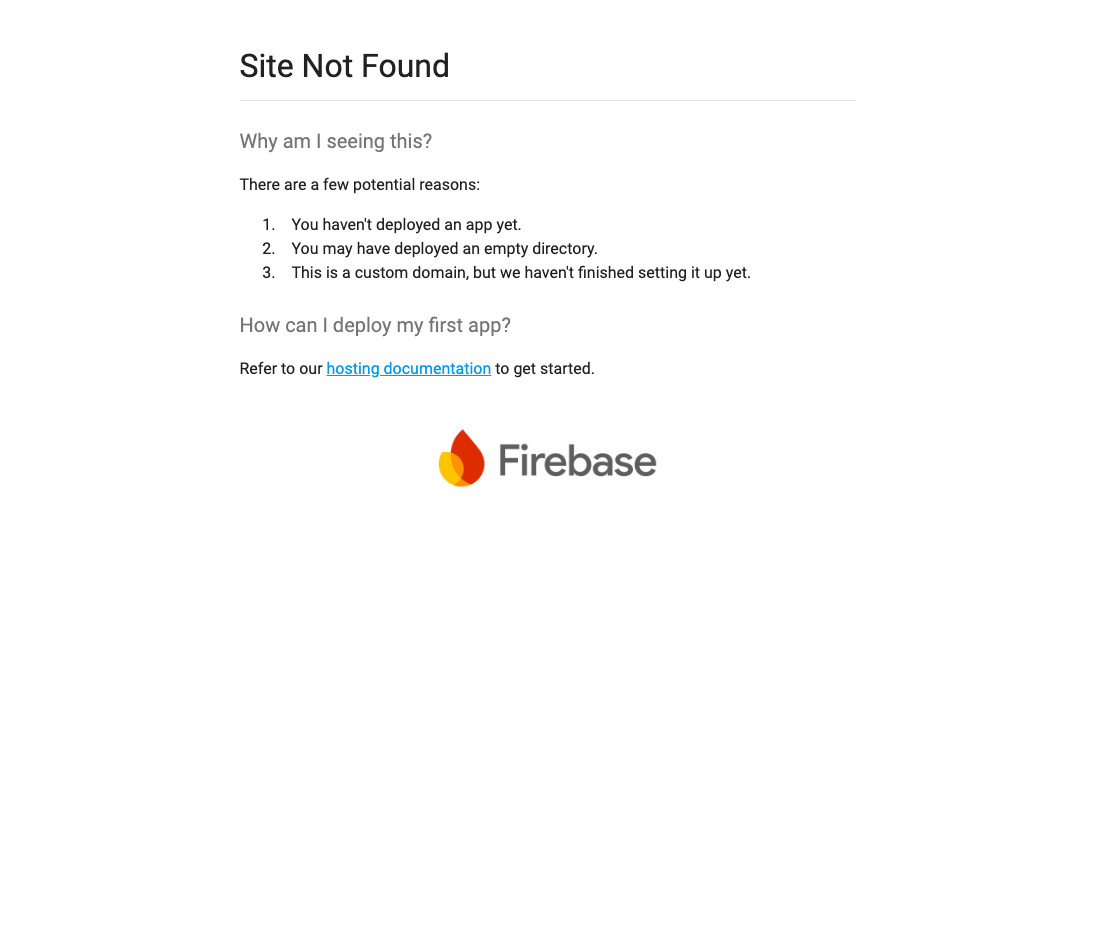 Site Not Found
Why am I seeing this?
There are a few potential reasons:
1. You haven't deployed an app yet.
2. You may have deployed an empty directory.
3. This is a custom domain, but we haven't finished setting it up yet.
How can I deploy my first app?
Refer to our hosting documentation to get started.
Firebase